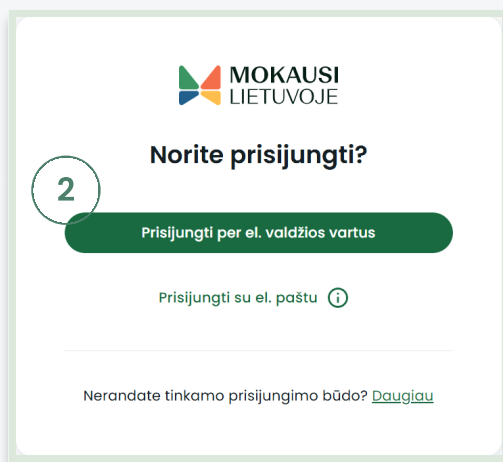 MOKAUSI
LIETUVOJE
Norite prisijungti?
2
Prisijungti per el. valdžios vartus
Prisijungti su el. paštu
Nerandate tinkamo prisijungimo būdo? Daugiau